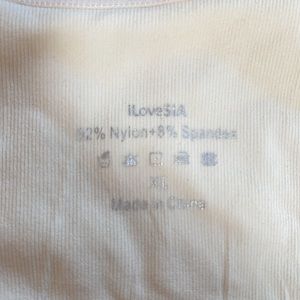 iLoveSiA
92% Nylon+8% Spandex
XL
Made in China